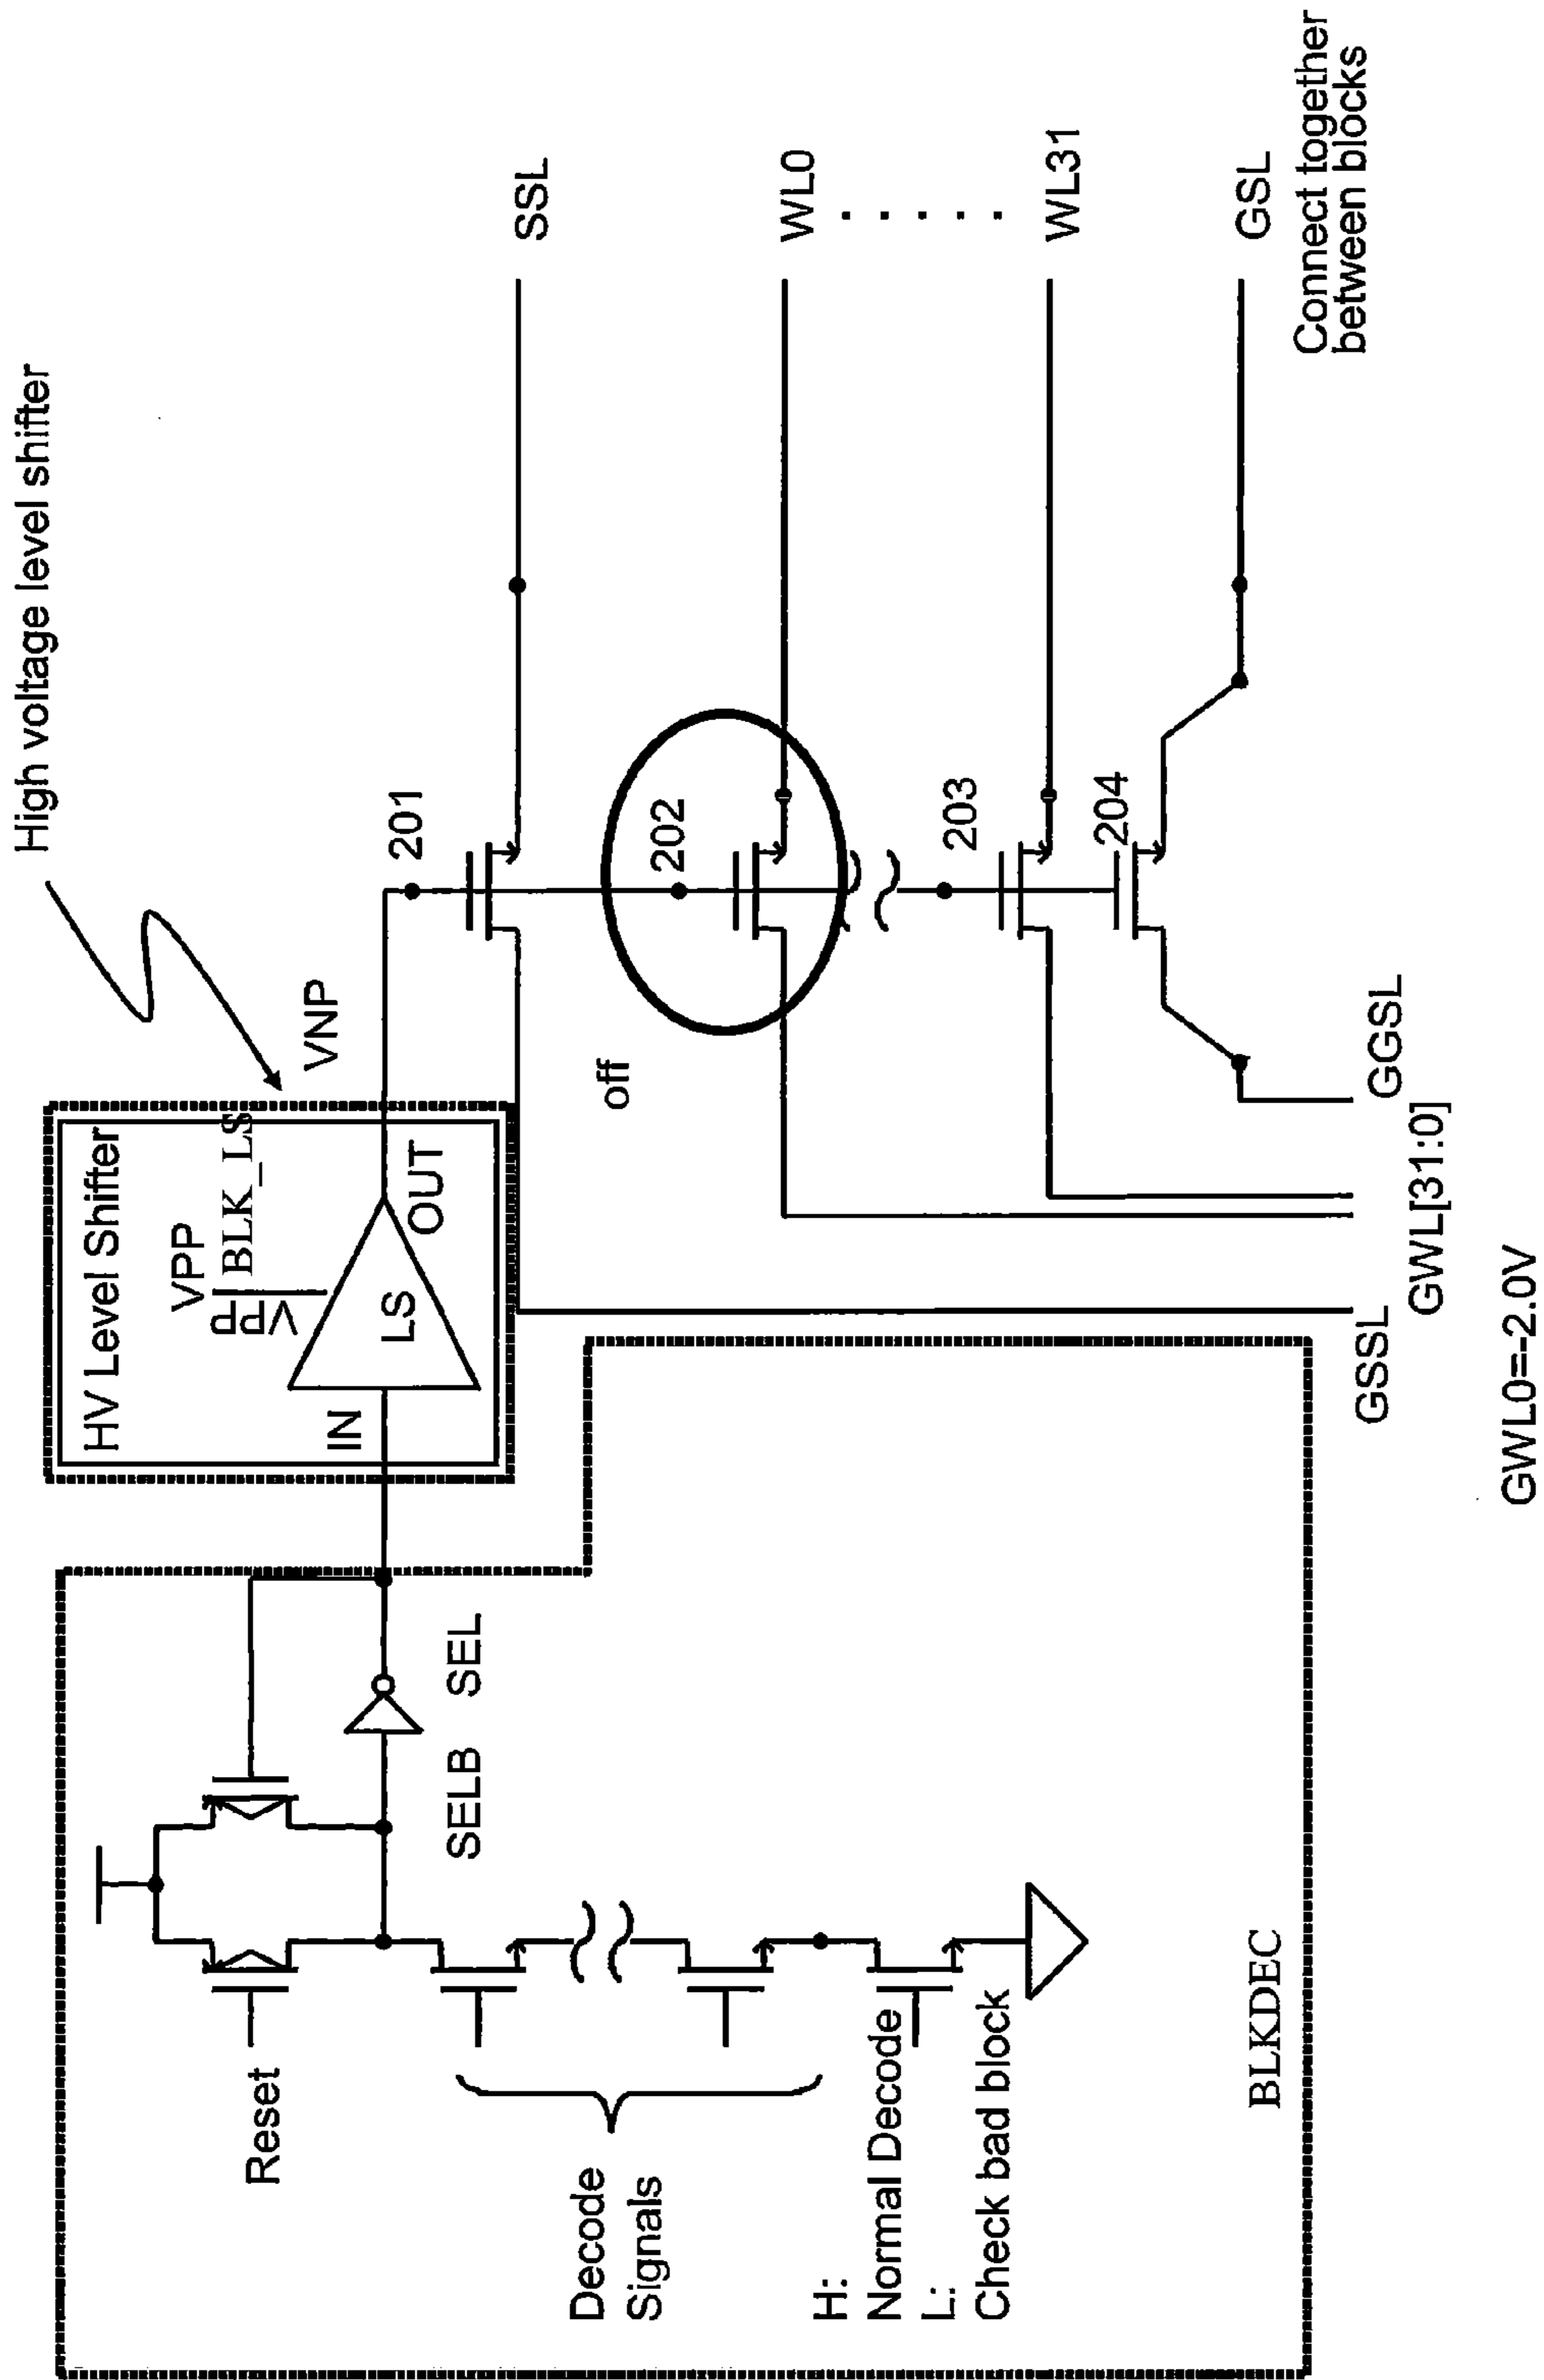 High voltage level shifter
HV Level Shifter
VPP
VPP
BLK_LS
IN
LS
OUT
VNP
Reset
SELB
SEL
Decode
Signals
H:
Normal Decode
L:
Check bad block
BLKDEC
201
off
202
203
204
SSL
WL0
WL31
GSL
Connect together
between blocks
GSSL
GWL[31:0]
GGSL
GWL0=-2.0V